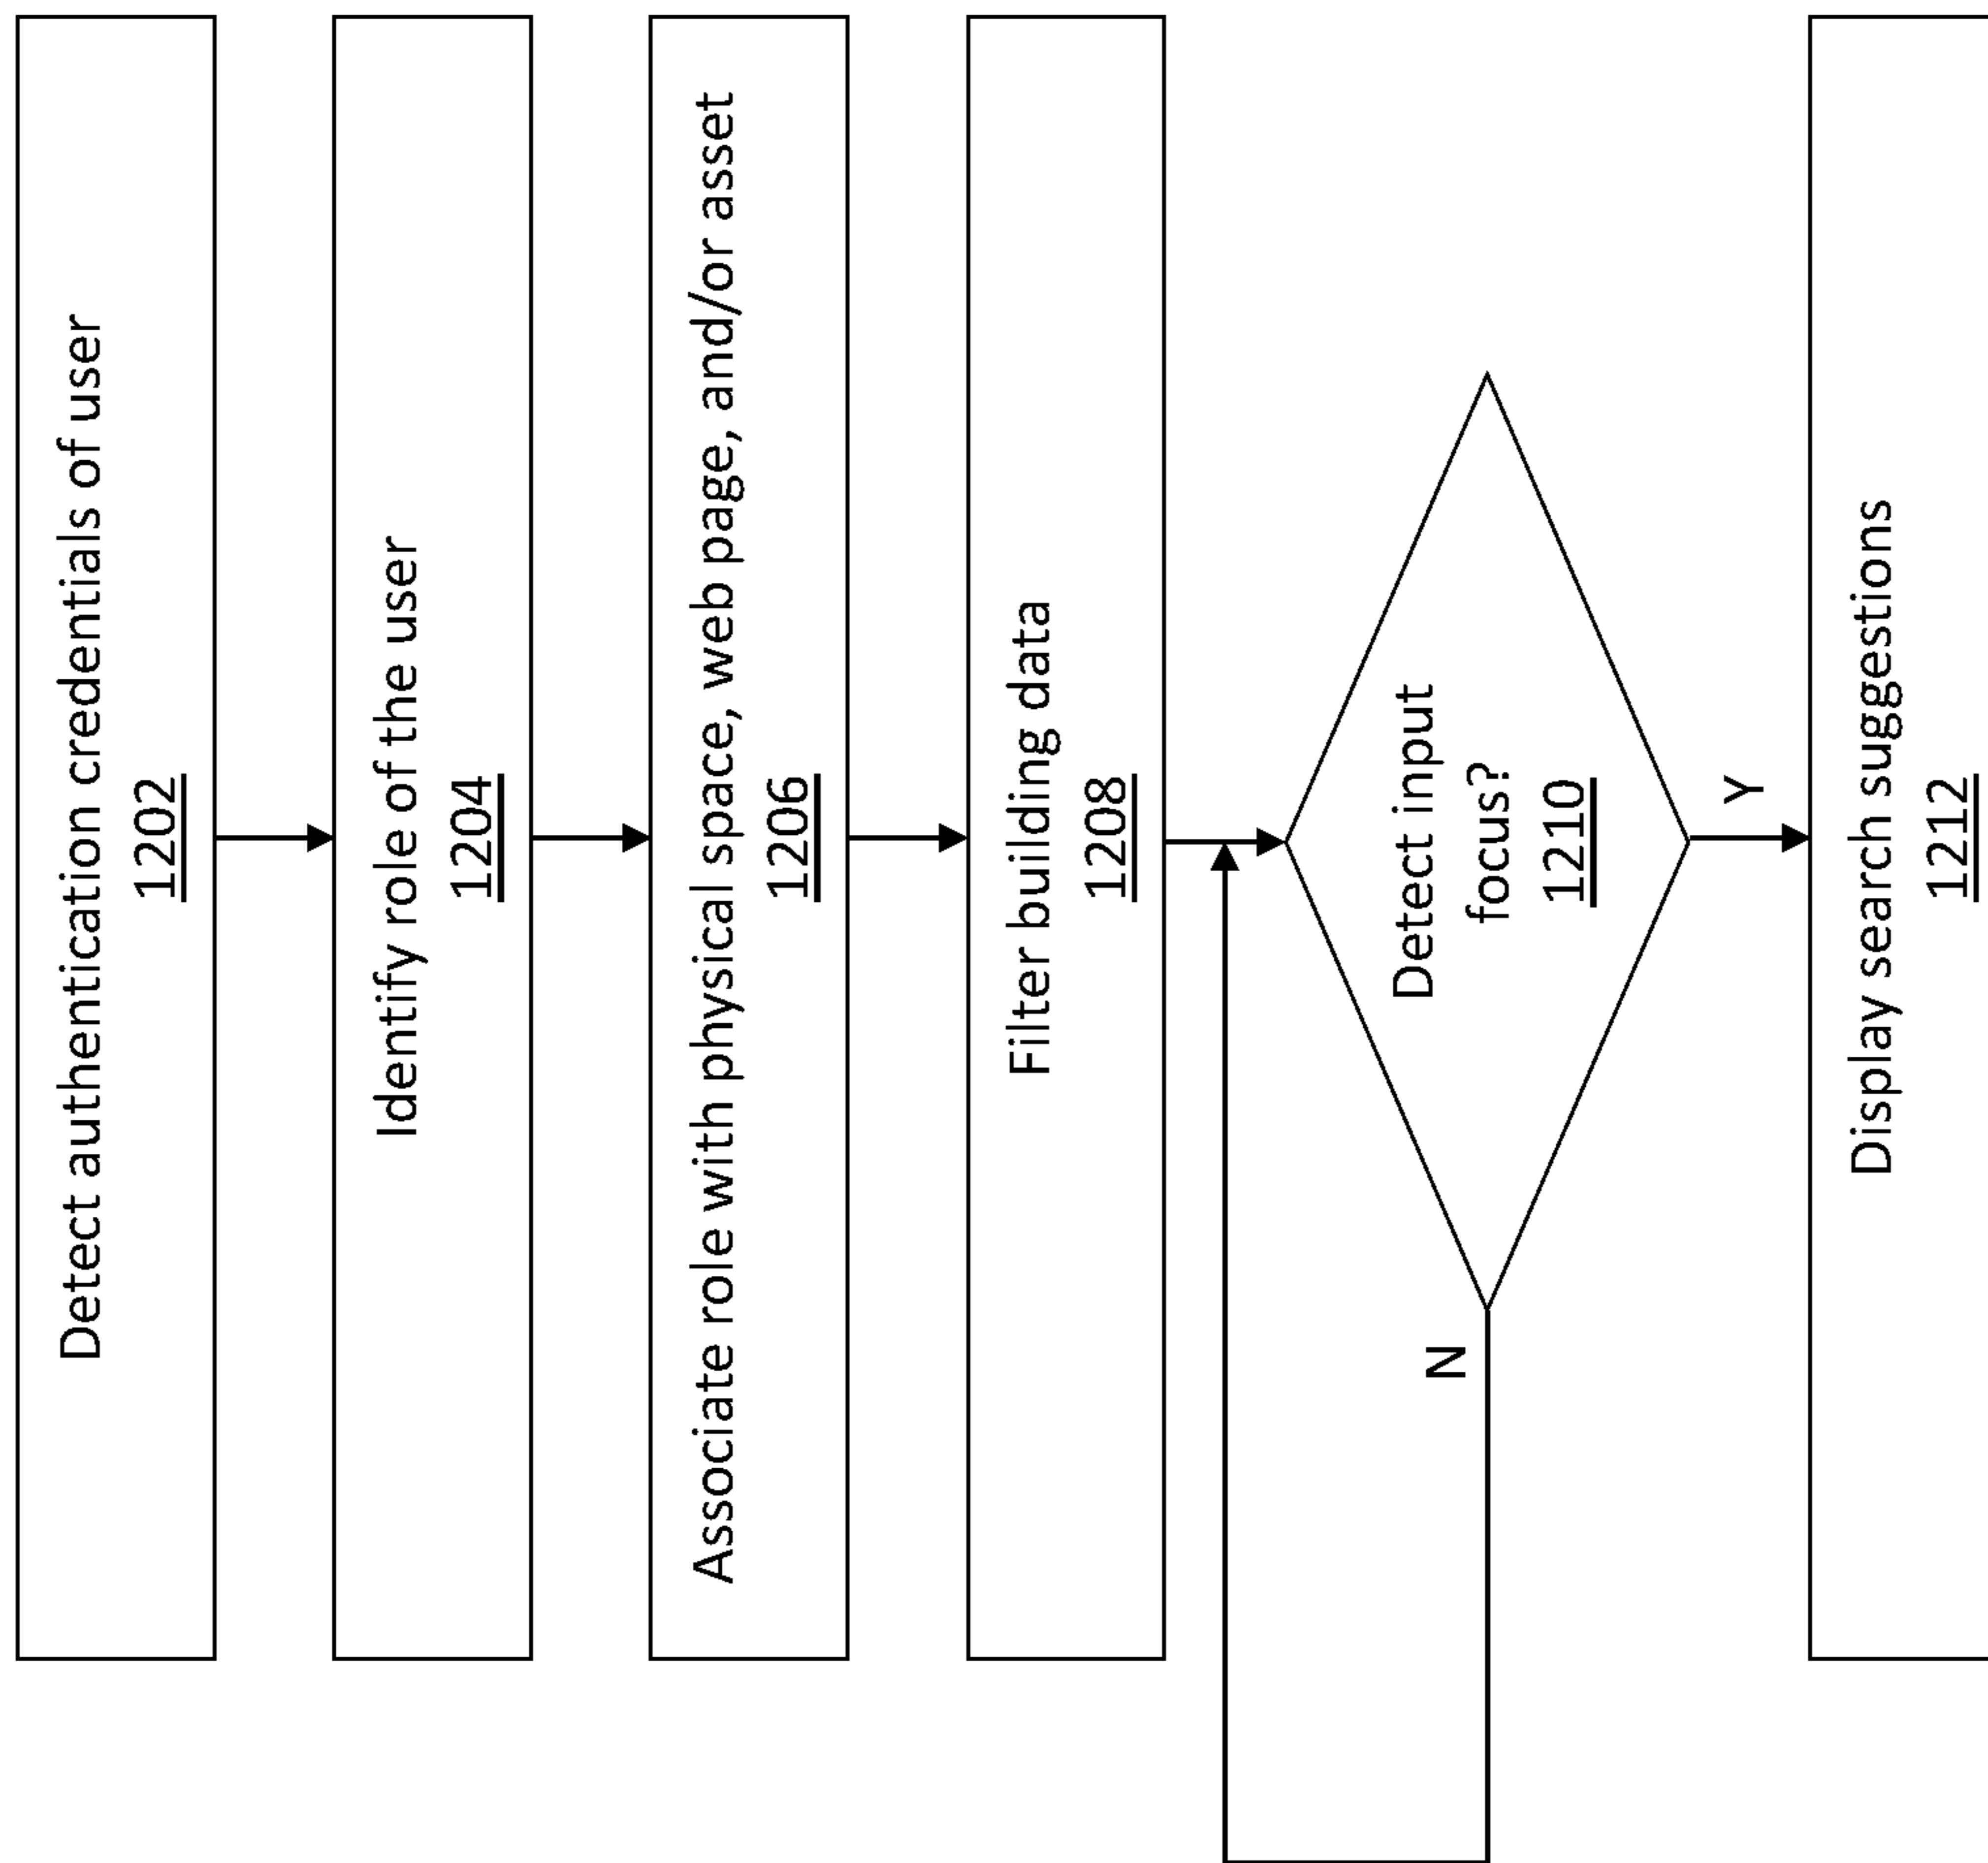 Detect authentication credentials of user
1202
Identify role of the user
1204
Associate role with physical space, web page, and/or asset
1206
Filter building data
1208
Detect input
focus?
1210
N
Y
Display search suggestions
1212